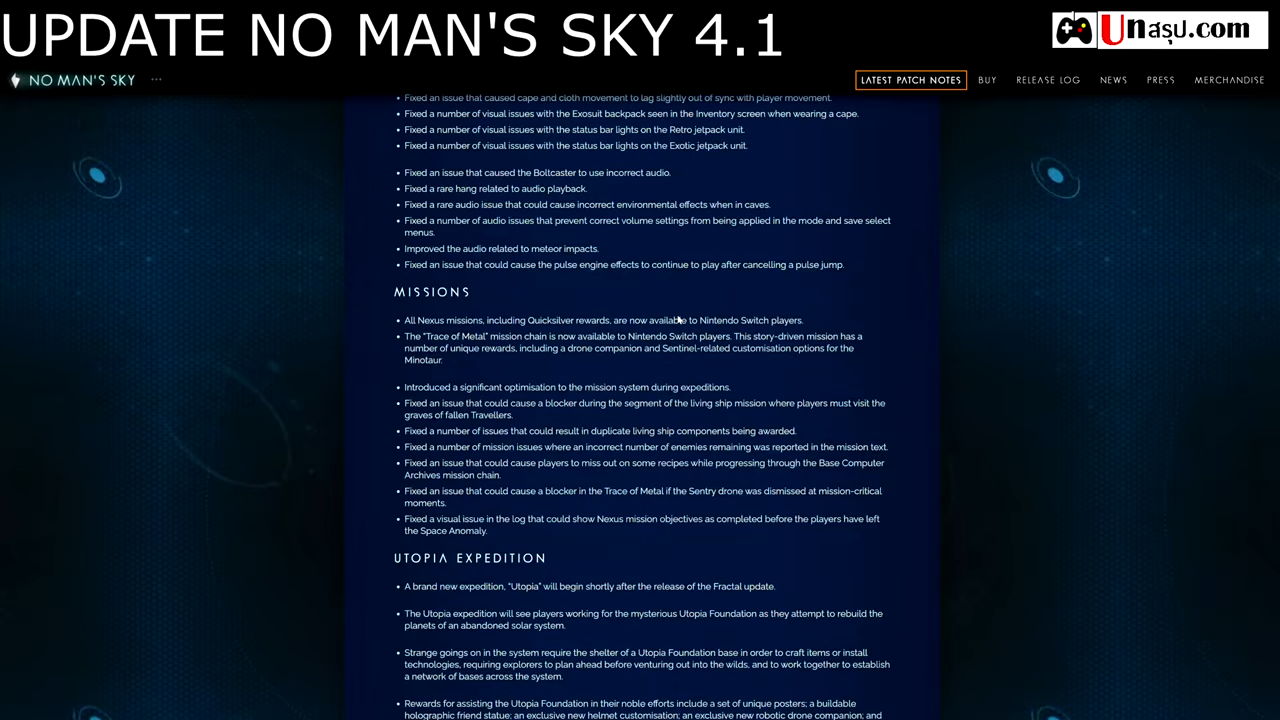 UPDATE NO MAN'S SKY 4.1
Uบทสรุป.com
NO MAN'S SKY ...
LATEST PATCH NOTES BUY RELEASE LOG NEWS PRESS MERCHANDISE
• Fixed an issue that caused cape and cloth movement to lag slightly out of sync with player movement.
• Fixed a number of visual issues with the Exosuit backpack seen in the Inventory screen when wearing a cape.
• Fixed a number of visual issues with the status bar lights on the Retro jetpack unit.
• Fixed a number of visual issues with the status bar lights on the Exotic jetpack unit.
• Fixed an issue that caused the Boltcaster to use incorrect audio.
• Fixed a rare hang related to audio playback.
• Fixed a rare audio issue that could cause incorrect environmental effects when in caves.
• Fixed a number of audio issues that prevent correct volume settings from being applied in the mode and save select
menus.
• Improved the audio related to meteor impacts.
• Fixed an issue that could cause the pulse engine effects to continue to play after cancelling a pulse jump.
MISSIONS
• All Nexus missions, including Quicksilver rewards, are now available to Nintendo Switch players.
• The "Trace of Metal" mission chain is now available to Nintendo Switch players. This story-driven mission has a
number of unique rewards, including a drone companion and Sentinel-related customisation options for the
Minotaur.
• Introduced a significant optimisation to the mission system during expeditions.
• Fixed an issue that could cause a blocker during the segment of the living ship mission where players must visit the
graves of fallen Travellers.
• Fixed a number of issues that could result in duplicate living ship components being awarded.
• Fixed a number of mission issues where an incorrect number of enemies remaining was reported in the mission text.
• Fixed an issue that could cause players to miss out on some recipes while progressing through the Base Computer
Archives mission chain.
• Fixed an issue that could cause a blocker in the Trace of Metal if the Sentry drone was dismissed at mission-critical
moments.
• Fixed a visual issue in the log that could show Nexus mission objectives as completed before the players have left
the Space Anomaly.
UTOPIA EXPEDITION
• A brand new expedition, "Utopia" will begin shortly after the release of the Fractal update.
• The Utopia expedition will see players working for the mysterious Utopia Foundation as they attempt to rebuild the
planets of an abandoned solar system.
• Strange goings on in the system require the shelter of a Utopia Foundation base in order to craft items or install
technologies, requiring explorers to plan ahead before venturing out into the wilds, and to work together to establish
a network of bases across the system.
• Rewards for assisting the Utopia Foundation in their noble efforts include a set of unique posters; a buildable
holographic friend statue; an exclusive new helmet customisation; an exclusive new robotic drone companion; and